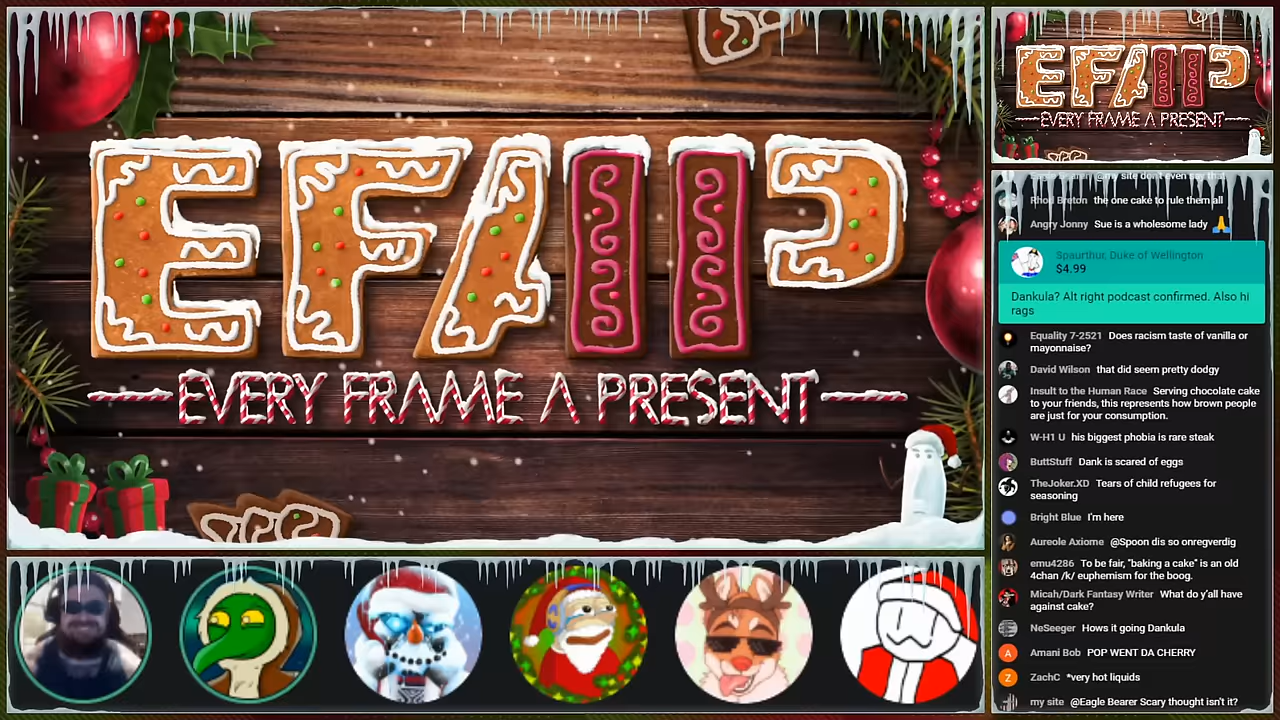 EFAP
EVERY FRAME A PRESENT
EFAP
EVERY FRAME A PRESENT
Rhod Breton the one cake to rule them all
Angry Jonny Sue is a wholesome lady 🙏
Spaurthur, Duke of Wellington
$4.99
Dankula? Alt right podcast confirmed. Also hi
rags
Equality 7-2521 Does racism taste of vanilla or
mayonnaise?
David Wilson that did seem pretty dodgy
Insult to the Human Race Serving chocolate cake
to your friends, this represents how brown people
are just for your consumption.
W-H1 U his biggest phobia is rare steak
ButtStuff Dank is scared of eggs
TheJoker.XD Tears of child refugees for
seasoning
Bright Blue I'm here
Aureole Axiome @Spoon dis so onregverdig
emu4286 To be fair, "baking a cake" is an old
4chan /k/ euphemism for the boog.
Micah/Dark Fantasy Writer What do y'all have
against cake?
NeSeeger Hows it going Dankula
Amani Bob POP WENT DA CHERRY
ZachC *very hot liquids
my site @Eagle Bearer Scary thought isn't it?